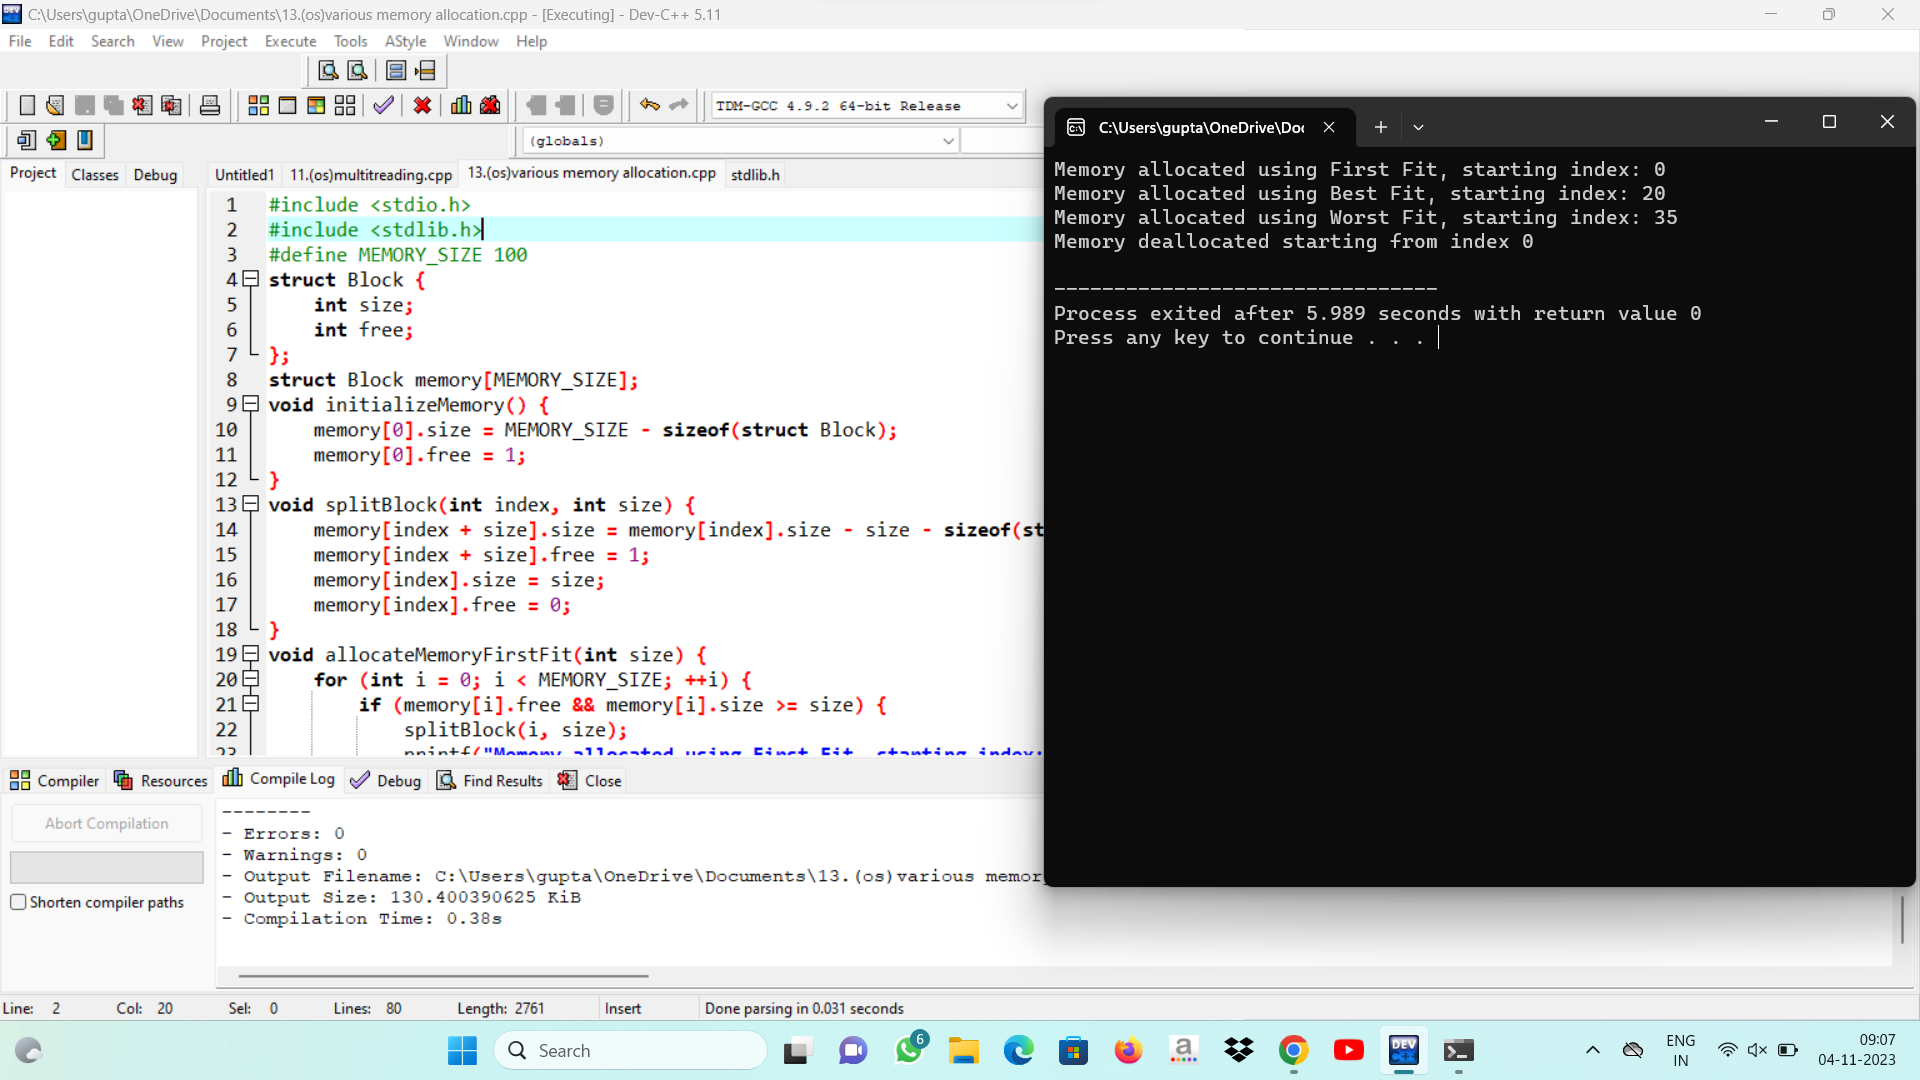 C:\Users\gupta\OneDrive\Documents\13.(os)various memory allocation.cpp - [Executing] - Dev-C++ 5.11
File Edit Search View Project Execute Tools AStyle Window Help
TDM-GCC 4.9.2 64-bit Release
(globals)
Project Classes Debug
Untitled1 11.(os)multitreading.cpp 13.(os)various memory allocation.cpp stdlib.h
1 #include <stdio.h>
2 #include <stdlib.h>
3 #define MEMORY_SIZE 100
4 struct Block {
5 int size;
6 int free;
7 };
8 struct Block memory[MEMORY_SIZE];
9 void initializeMemory() {
10 memory[0].size = MEMORY_SIZE - sizeof(struct Block);
11 memory[0].free = 1;
12 }
13 void splitBlock(int index, int size) {
14 memory[index + size].size = memory[index].size - size - sizeof(st
15 memory[index + size].free = 1;
16 memory[index].size = size;
17 memory[index].free = 0;
18 }
19 void allocateMemoryFirstFit(int size) {
20 for (int i = 0; i < MEMORY_SIZE; ++i) {
21 if (memory[i].free && memory[i].size >= size) {
22 splitBlock(i, size);
23 printf("Memory allocated using First Fit, starting index:
C:\Users\gupta\OneDrive\Doc
Memory allocated using First Fit, starting index: 0
Memory allocated using Best Fit, starting index: 20
Memory allocated using Worst Fit, starting index: 35
Memory deallocated starting from index 0
--------------------------------
Process exited after 5.989 seconds with return value 0
Press any key to continue . . .
Compiler Resources Compile Log Debug Find Results Close
Abort Compilation
Shorten compiler paths
--------
- Errors: 0
- Warnings: 0
- Output Filename: C:\Users\gupta\OneDrive\Documents\13.(os)various memor
- Output Size: 130.400390625 KiB
- Compilation Time: 0.38s
Line: 2 Col: 20 Sel: 0 Lines: 80 Length: 2761 Insert Done parsing in 0.031 seconds
Search
6
a
DEV
C++
ENG
IN
09:07
04-11-2023